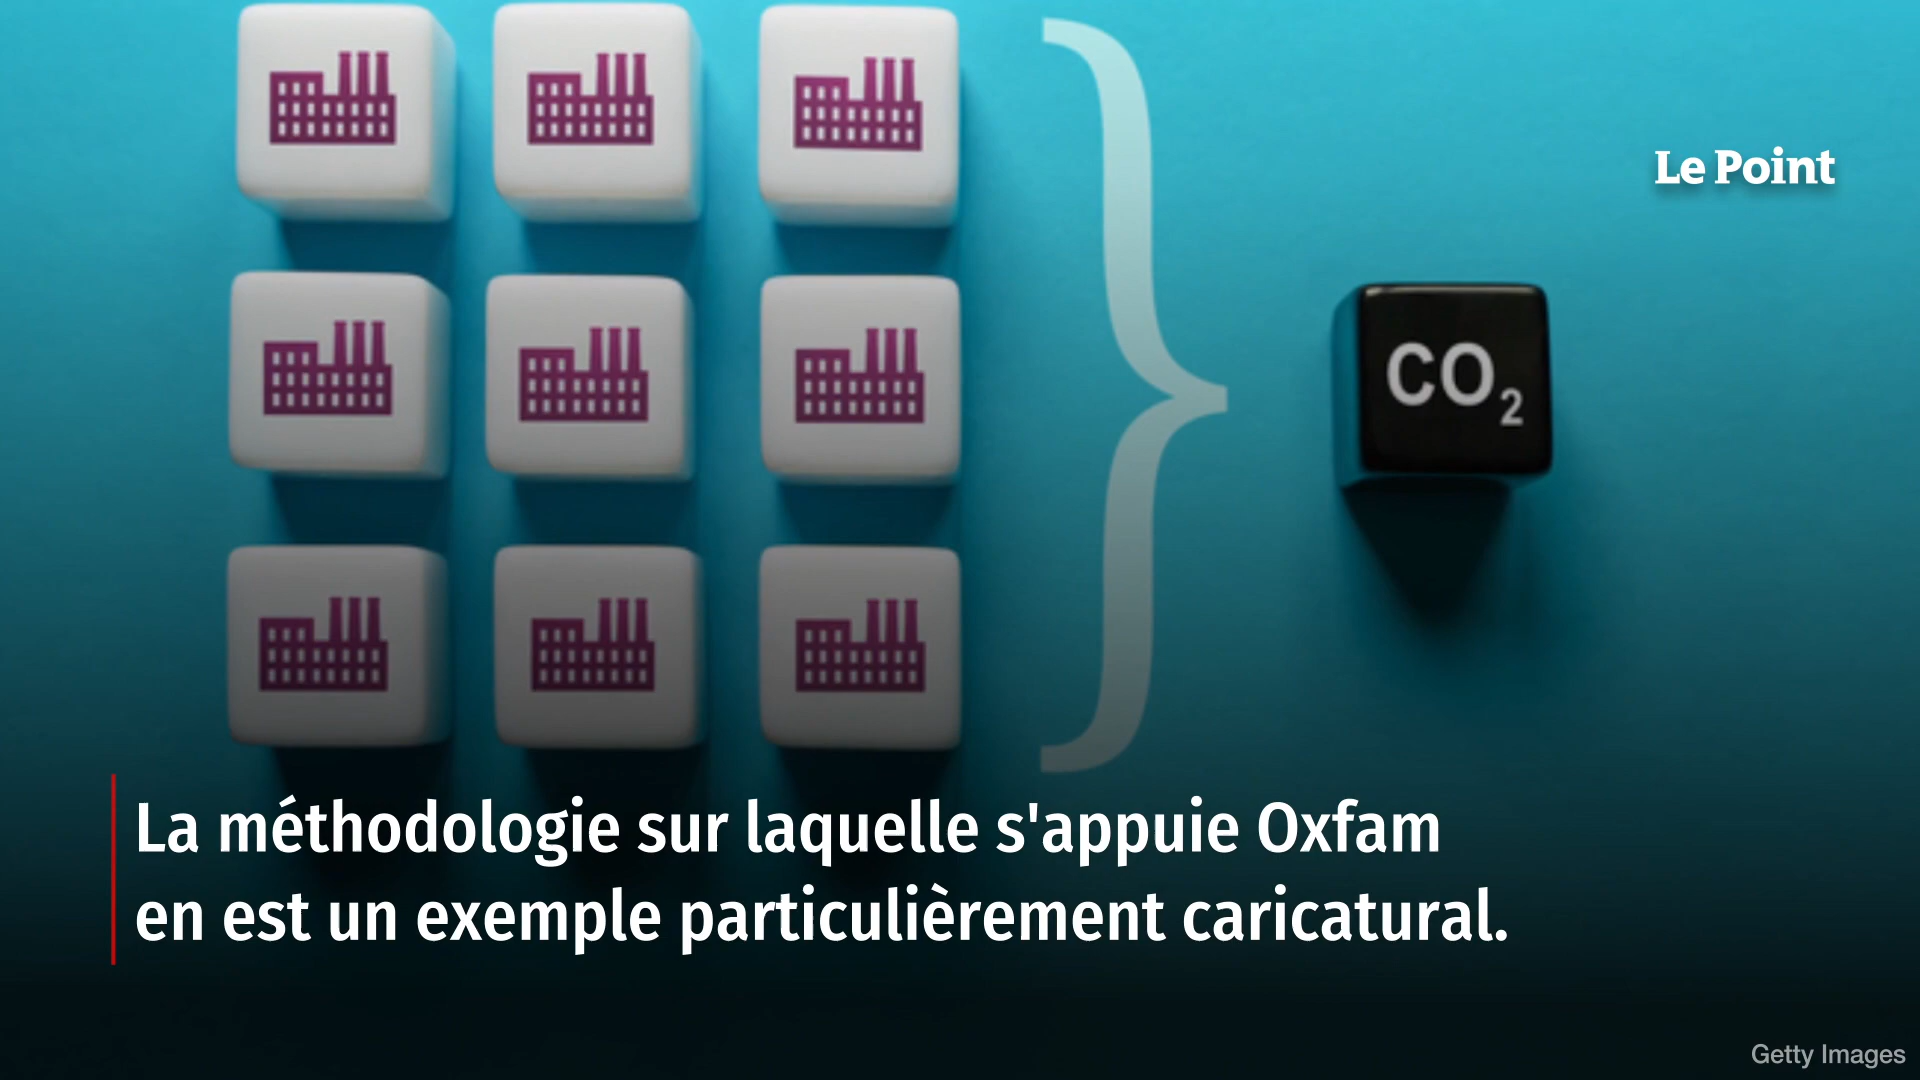 Le Point
CO₂
La méthodologie sur laquelle s'appuie Oxfam
en est un exemple particulièrement caricatural.
Getty Images